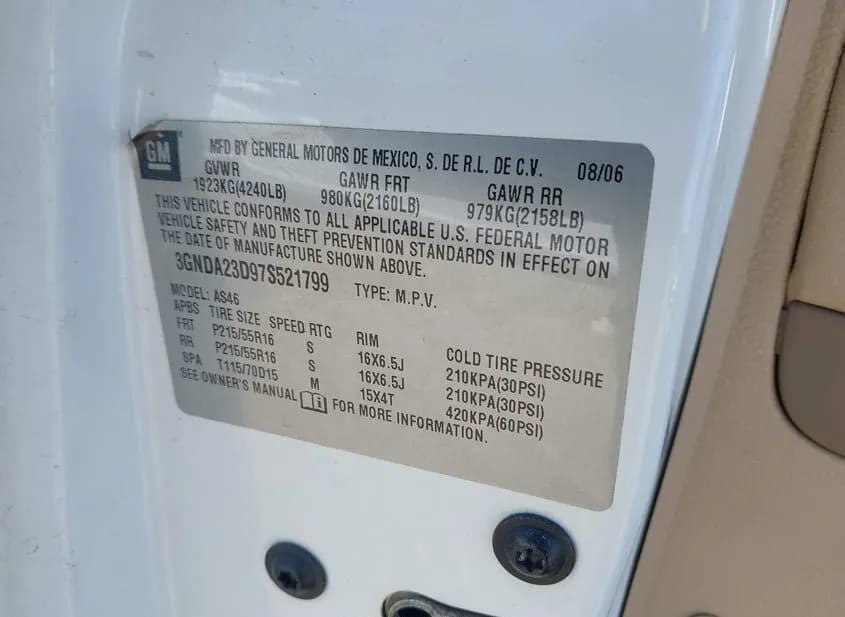 GM MFD BY GENERAL MOTORS DE MEXICO, S. DE R.L. DE C.V. 08/06
GVWR GAWR FRT GAWR RR
1923KG(4240LB) 980KG(2160LB) 979KG(2158LB)
THIS VEHICLE CONFORMS TO ALL APPLICABLE U.S. FEDERAL MOTOR
VEHICLE SAFETY AND THEFT PREVENTION STANDARDS IN EFFECT ON
THE DATE OF MANUFACTURE SHOWN ABOVE.
3GNDA23D97S521799 TYPE: M.P.V.
MODEL: AS46
APBS TIRE SIZE SPEED RTG RIM COLD TIRE PRESSURE
FRT P215/55R16 S 16X6.5J 210KPA(30PSI)
RR P215/55R16 S 16X6.5J 210KPA(30PSI)
SPA T115/70D15 M 15X4T 420KPA(60PSI)
SEE OWNER'S MANUAL FOR MORE INFORMATION.